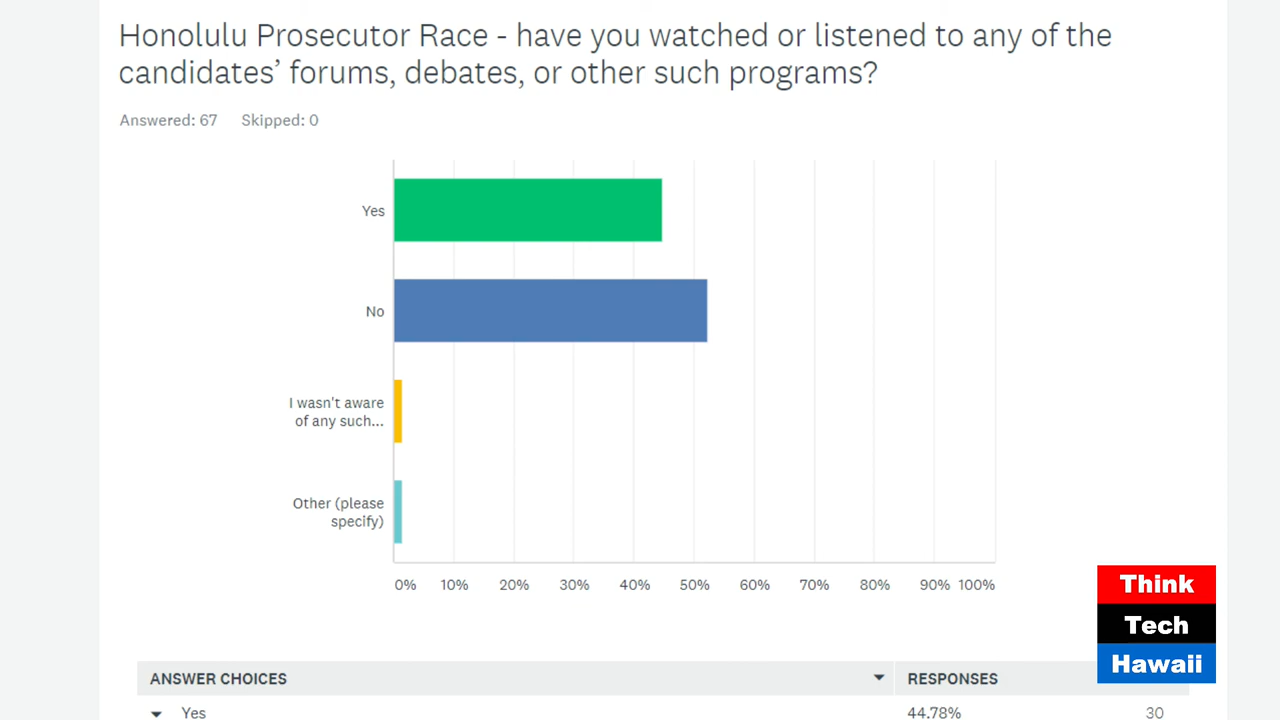 Honolulu Prosecutor Race - have you watched or listened to any of the
candidates’ forums, debates, or other such programs?
Answered: 67 Skipped: 0
Yes
No
I wasn't aware
of any such...
Other (please
specify)
0% 10% 20% 30% 40% 50% 60% 70% 80% 90% 100%
Think
Tech
Hawaii
ANSWER CHOICES RESPONSES
Yes 44.78% 30